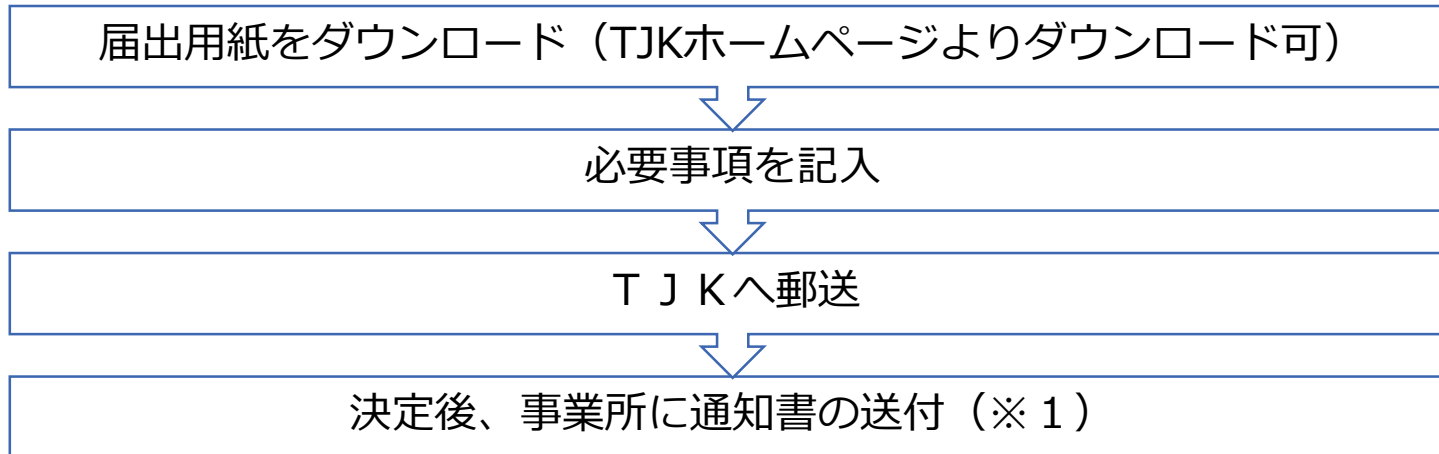 届出用紙をダウンロード（TJKホームページよりダウンロード可）
必要事項を記入
ＴＪＫへ郵送
決定後、事業所に通知書の送付（※１）